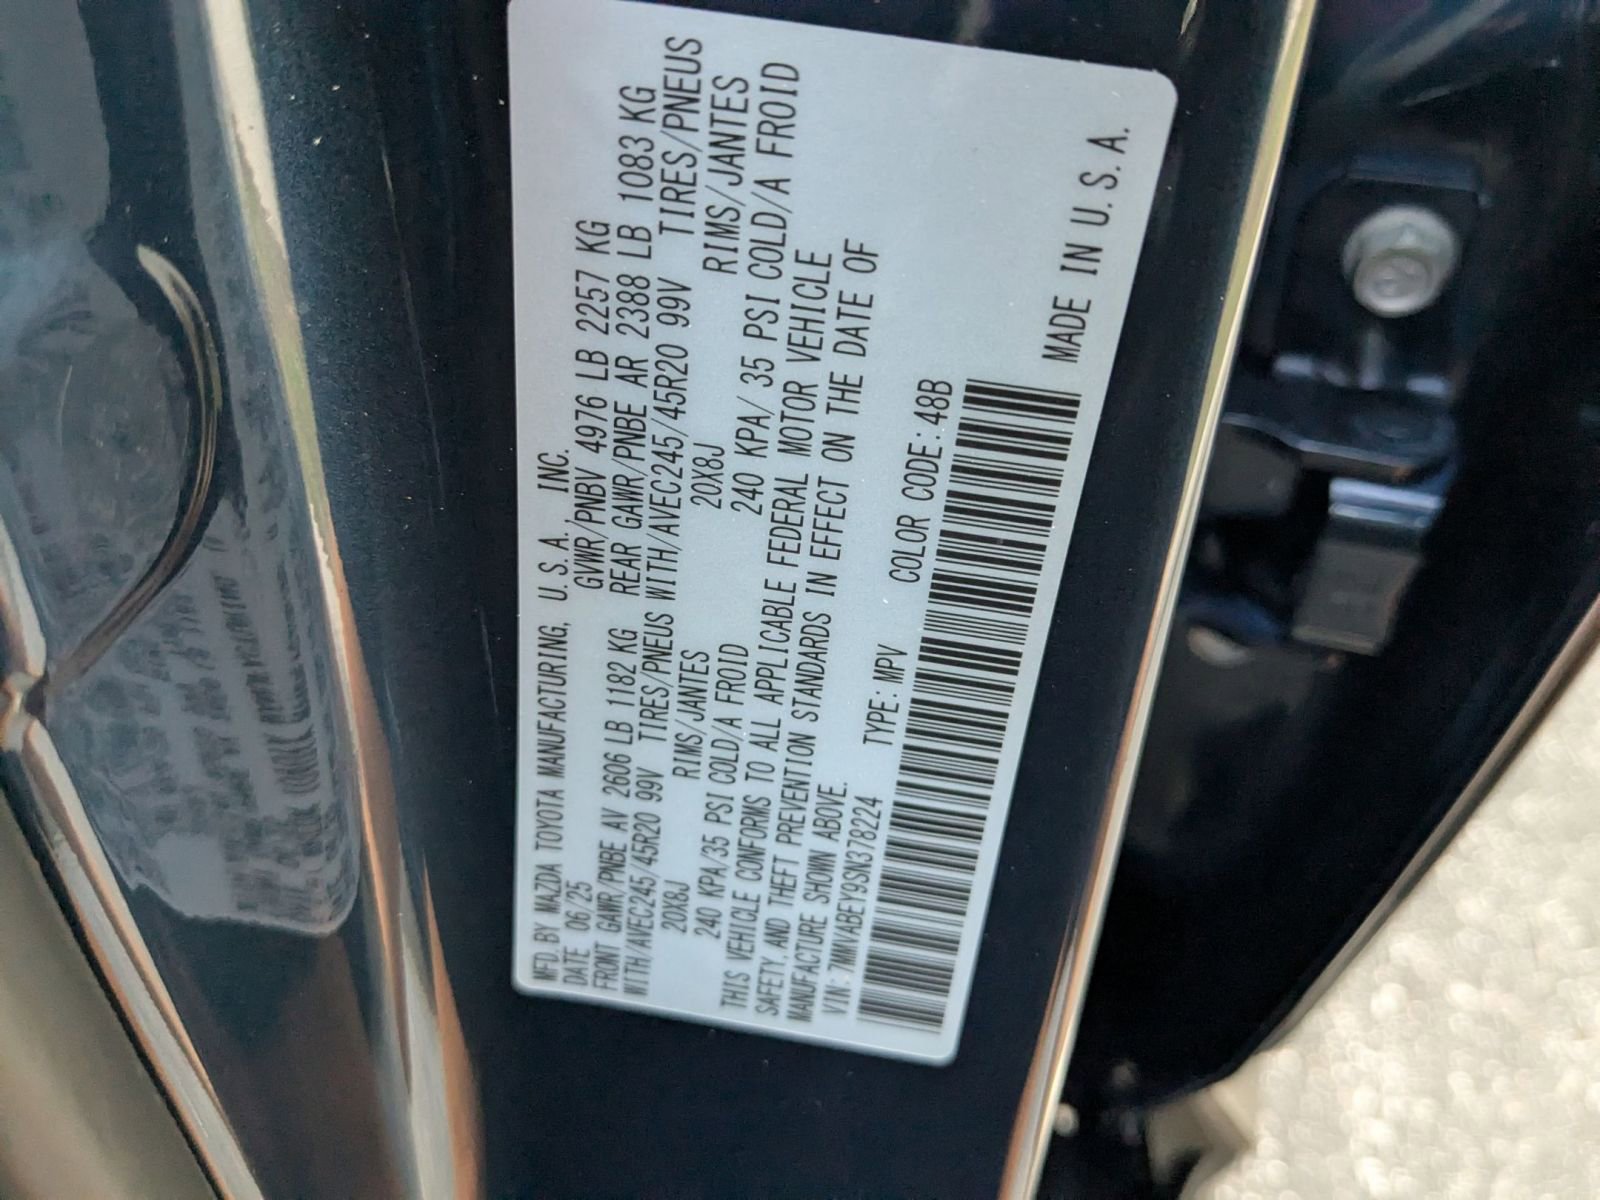 MFD.BY MAZDA TOYOTA MANUFACTURING, U.S.A., INC.
DATE 06/25 GVWR/PNBV 4976 LB 2257 KG
FRONT GAWR/PNBE AV 2606 LB 1182 KG REAR GAWR/PNBE AR 2388 LB 1083 KG
WITH/AVEC245/45R20 99V TIRES/PNEUS WITH/AVEC245/45R20 99V TIRES/PNEUS
20X8J RIMS/JANTES 20X8J RIMS/JANTES
240 KPA/35 PSI COLD/A FROID 240 KPA/ 35 PSI COLD/A FROID
THIS VEHICLE CONFORMS TO ALL APPLICABLE FEDERAL MOTOR VEHICLE
SAFETY,AND THEFT PREVENTION STANDARDS IN EFFECT ON THE DATE OF
MANUFACTURE SHOWN ABOVE.
VIN:7MMVABEY9SN378224 TYPE:MPV COLOR CODE:48B
MADE IN U.S.A.